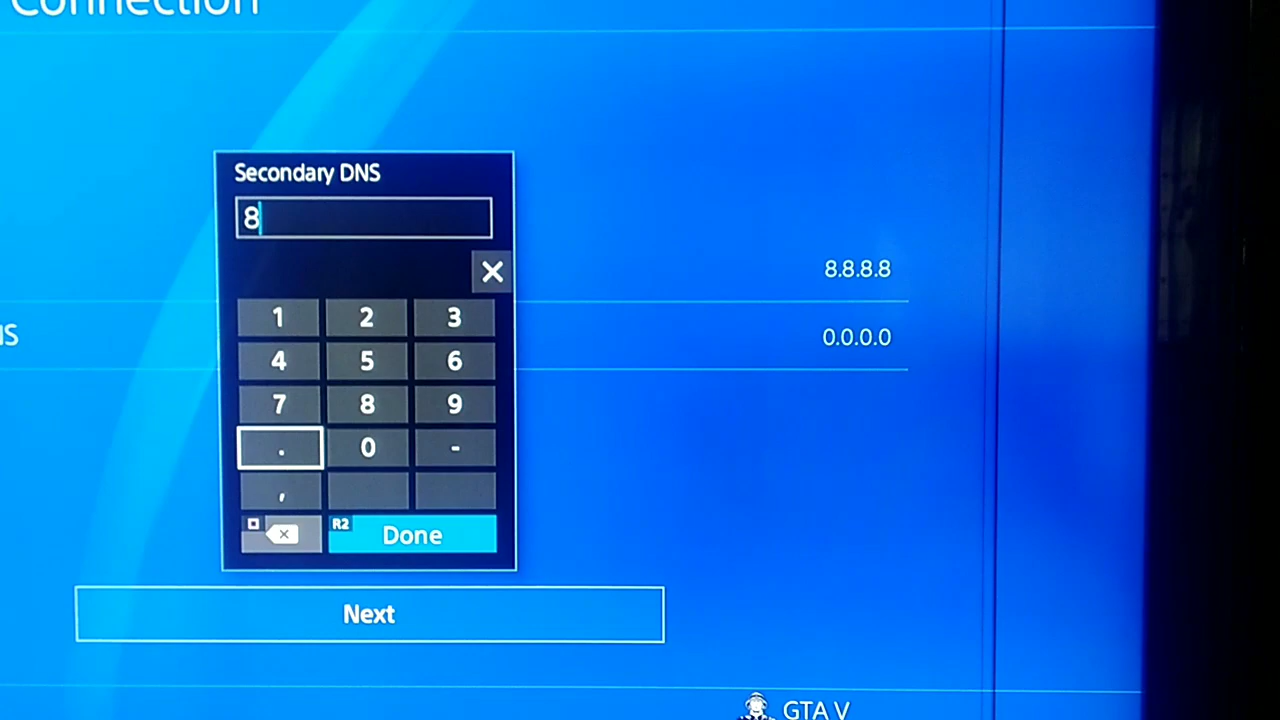 Connection
Secondary DNS
8
8.8.8.8
NS
0.0.0.0
1 2 3
4 5 6
7 8 9
. 0 -
,
R2 Done
Next
GTA V